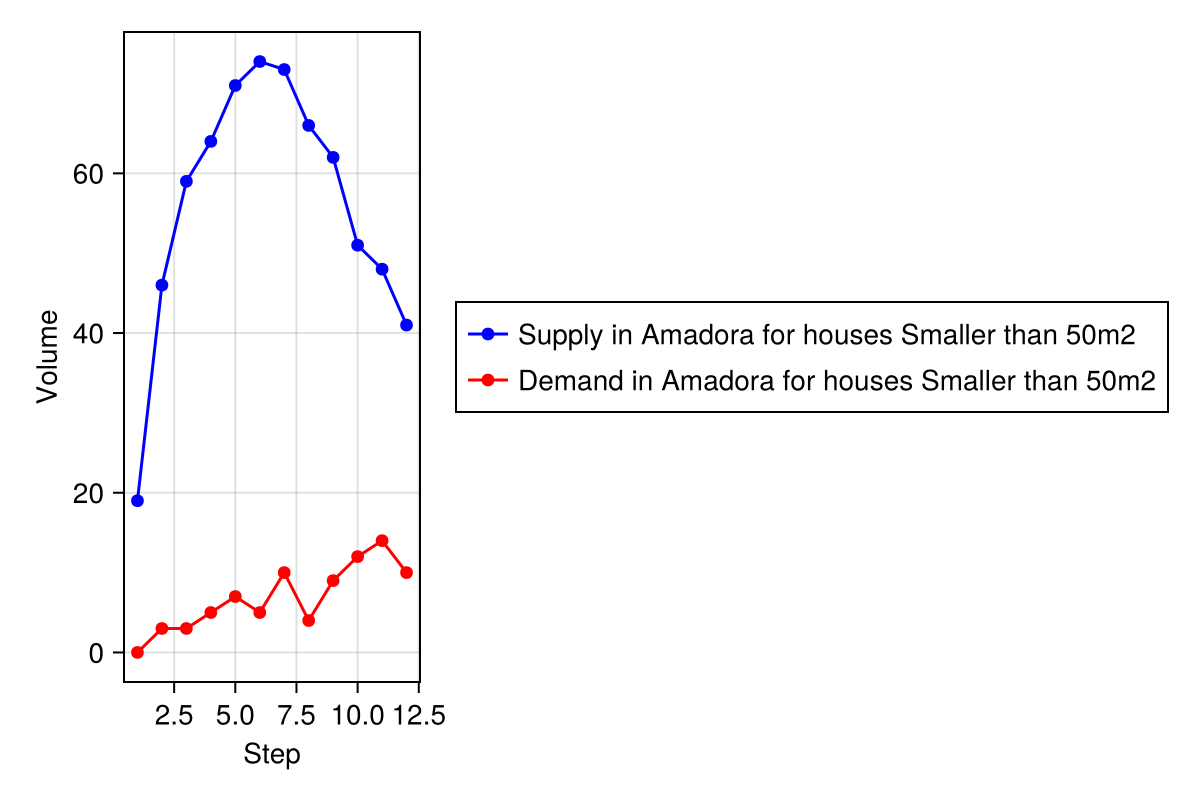 Volume
60
40
20
0
2.5 5.0 7.5 10.0 12.5
Step
Supply in Amadora for houses Smaller than 50m2
Demand in Amadora for houses Smaller than 50m2